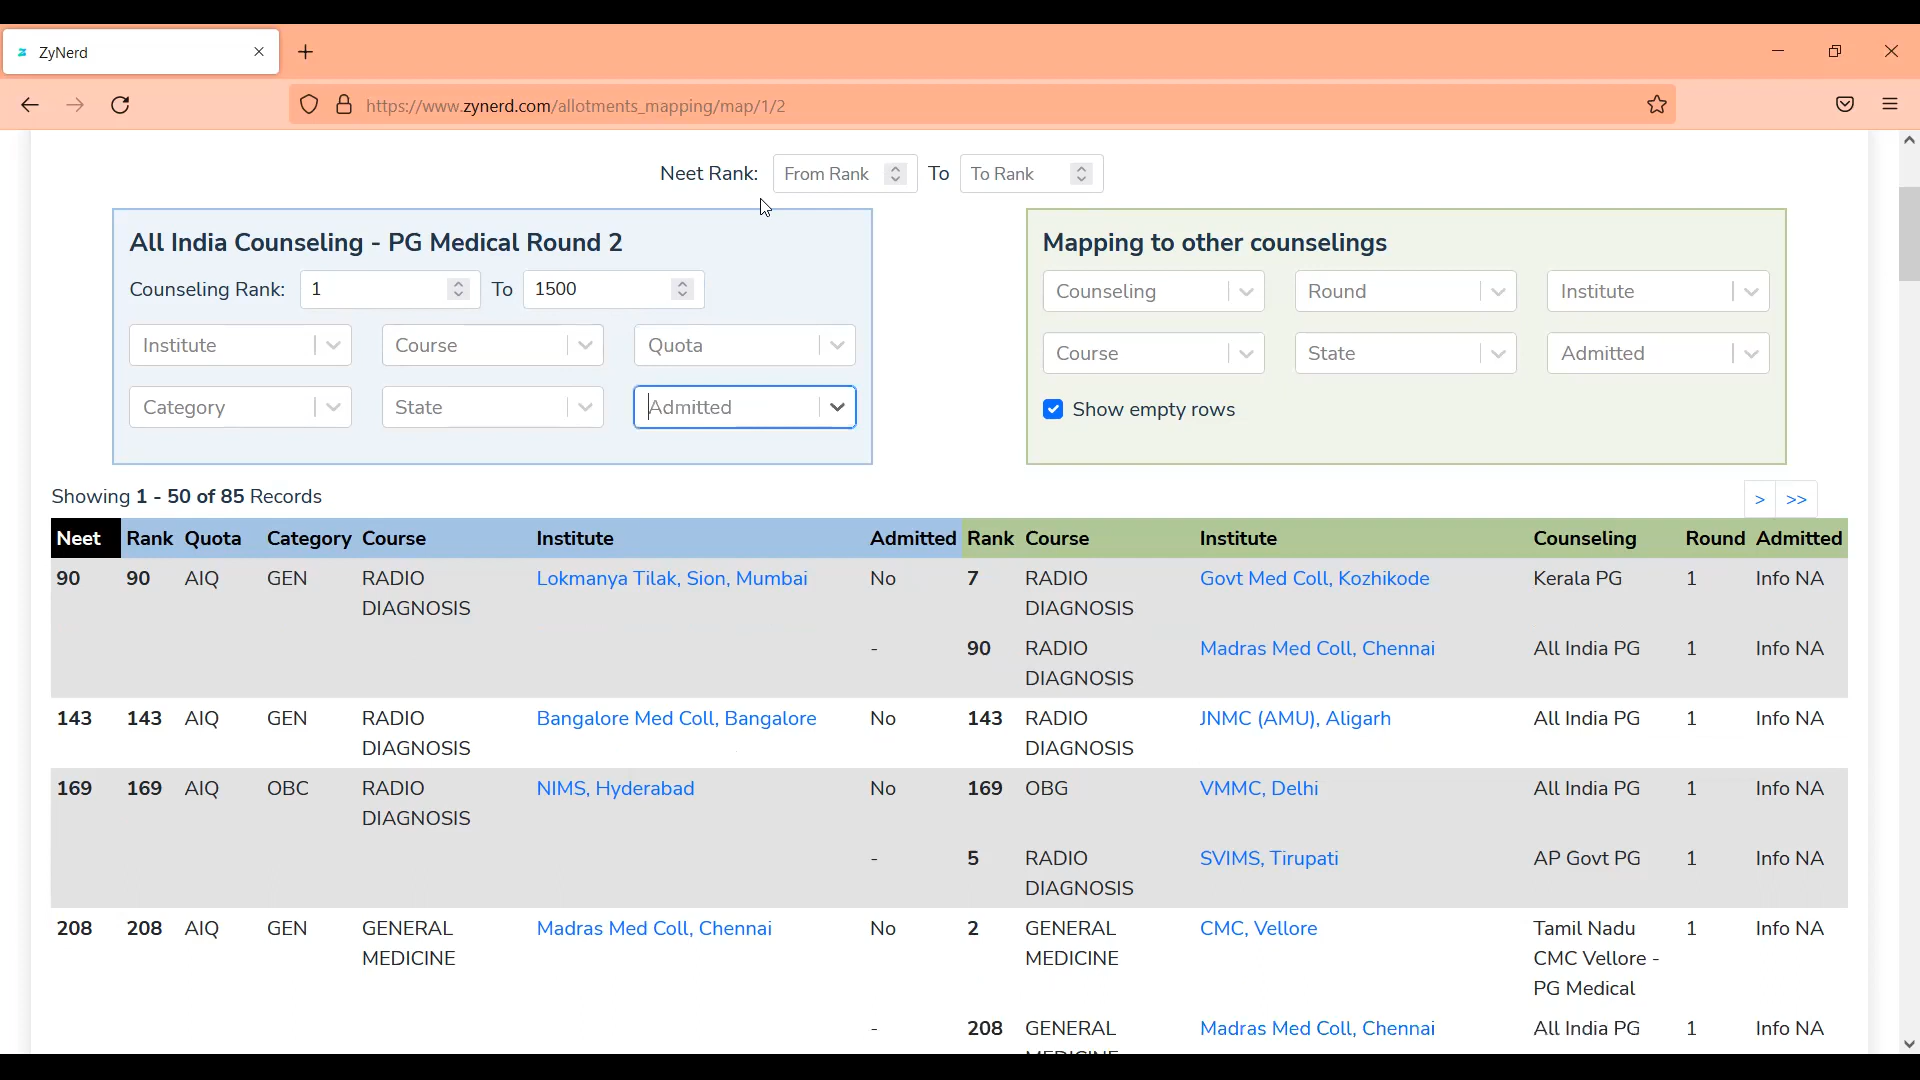 ZyNerd
https://www.zynerd.com/allotments_mapping/map/1/2
Neet Rank: From Rank To To Rank
All India Counseling - PG Medical Round 2
Counseling Rank: 1 To 1500
Institute Course Quota
Category State Admitted
Mapping to other counselings
Counseling Round Institute
Course State Admitted
Show empty rows
Showing 1 - 50 of 85 Records
> >>
Neet Rank Quota Category Course Institute Admitted Rank Course Institute Counseling Round Admitted
90 90 AIQ GEN RADIO Lokmanya Tilak, Sion, Mumbai No 7 RADIO Govt Med Coll, Kozhikode Kerala PG 1 Info NA
DIAGNOSIS DIAGNOSIS
- 90 RADIO Madras Med Coll, Chennai All India PG 1 Info NA
DIAGNOSIS
143 143 AIQ GEN RADIO Bangalore Med Coll, Bangalore No 143 RADIO JNMC (AMU), Aligarh All India PG 1 Info NA
DIAGNOSIS DIAGNOSIS
169 169 AIQ OBC RADIO NIMS, Hyderabad No 169 OBG VMMC, Delhi All India PG 1 Info NA
DIAGNOSIS
- 5 RADIO SVIMS, Tirupati AP Govt PG 1 Info NA
DIAGNOSIS
208 208 AIQ GEN GENERAL Madras Med Coll, Chennai No 2 GENERAL CMC, Vellore Tamil Nadu 1 Info NA
MEDICINE MEDICINE CMC Vellore -
PG Medical
- 208 GENERAL Madras Med Coll, Chennai All India PG 1 Info NA